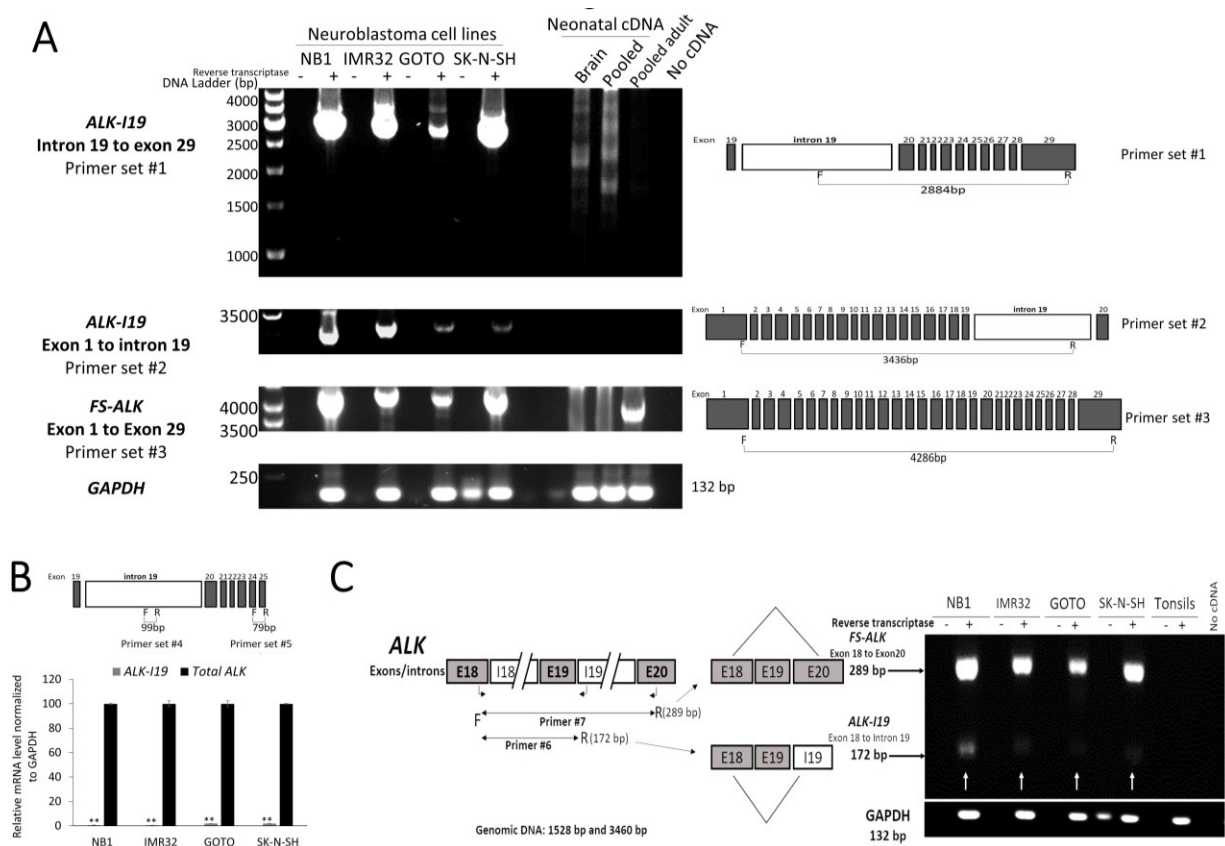 A
Neuroblastoma cell lines
Neonatal cDNA
NB1 IMR32 GOTO SK-N-SH
Brain
Pooled
Pooled adult
No cDNA
Reverse transcriptase - + - + - + - +
DNA Ladder (bp)
4000
3000
2500
2000
1500
1000
ALK-I19
Intron 19 to exon 29
Primer set #1
Exon 19 intron 19 20 21 22 23 24 25 26 27 28 29
F R
2884bp
Primer set #1
ALK-I19
Exon 1 to intron 19
Primer set #2
3500
Exon 1 2 3 4 5 6 7 8 9 10 11 12 13 14 15 16 17 18 19 intron 19 20
F R
3436bp
Primer set #2
FS-ALK
Exon 1 to Exon 29
Primer set #3
4000
3500
Exon 1 2 3 4 5 6 7 8 9 10 11 12 13 14 15 16 17 18 19 20 21 22 23 24 25 26 27 28 29
F R
4286bp
Primer set #3
GAPDH
250
132 bp
B
Exon 19 intron 19 20 21 22 23 24 25
F R F R
99bp 79bp
Primer set #4 Primer set #5
ALK-I19 Total ALK
Relative mRNA level normalized
to GAPDH
120
100
80
60
40
20
0
** ** ** **
NB1 IMR32 GOTO SK-N-SH
C
ALK
Exons/introns
E18 I18 E19 I19 E20
F Primer #7 R(289 bp)
Primer #6 R(172 bp)
E18 E19 E20
E18 E19 I19
Genomic DNA: 1528 bp and 3460 bp
NB1 IMR32 GOTO SK-N-SH Tonsils
No cDNA
Reverse transcriptase - + - + - + - + - +
FS-ALK
Exon 18 to Exon20
289 bp
ALK-I19
Exon 18 to Intron 19
172 bp
GAPDH
132 bp